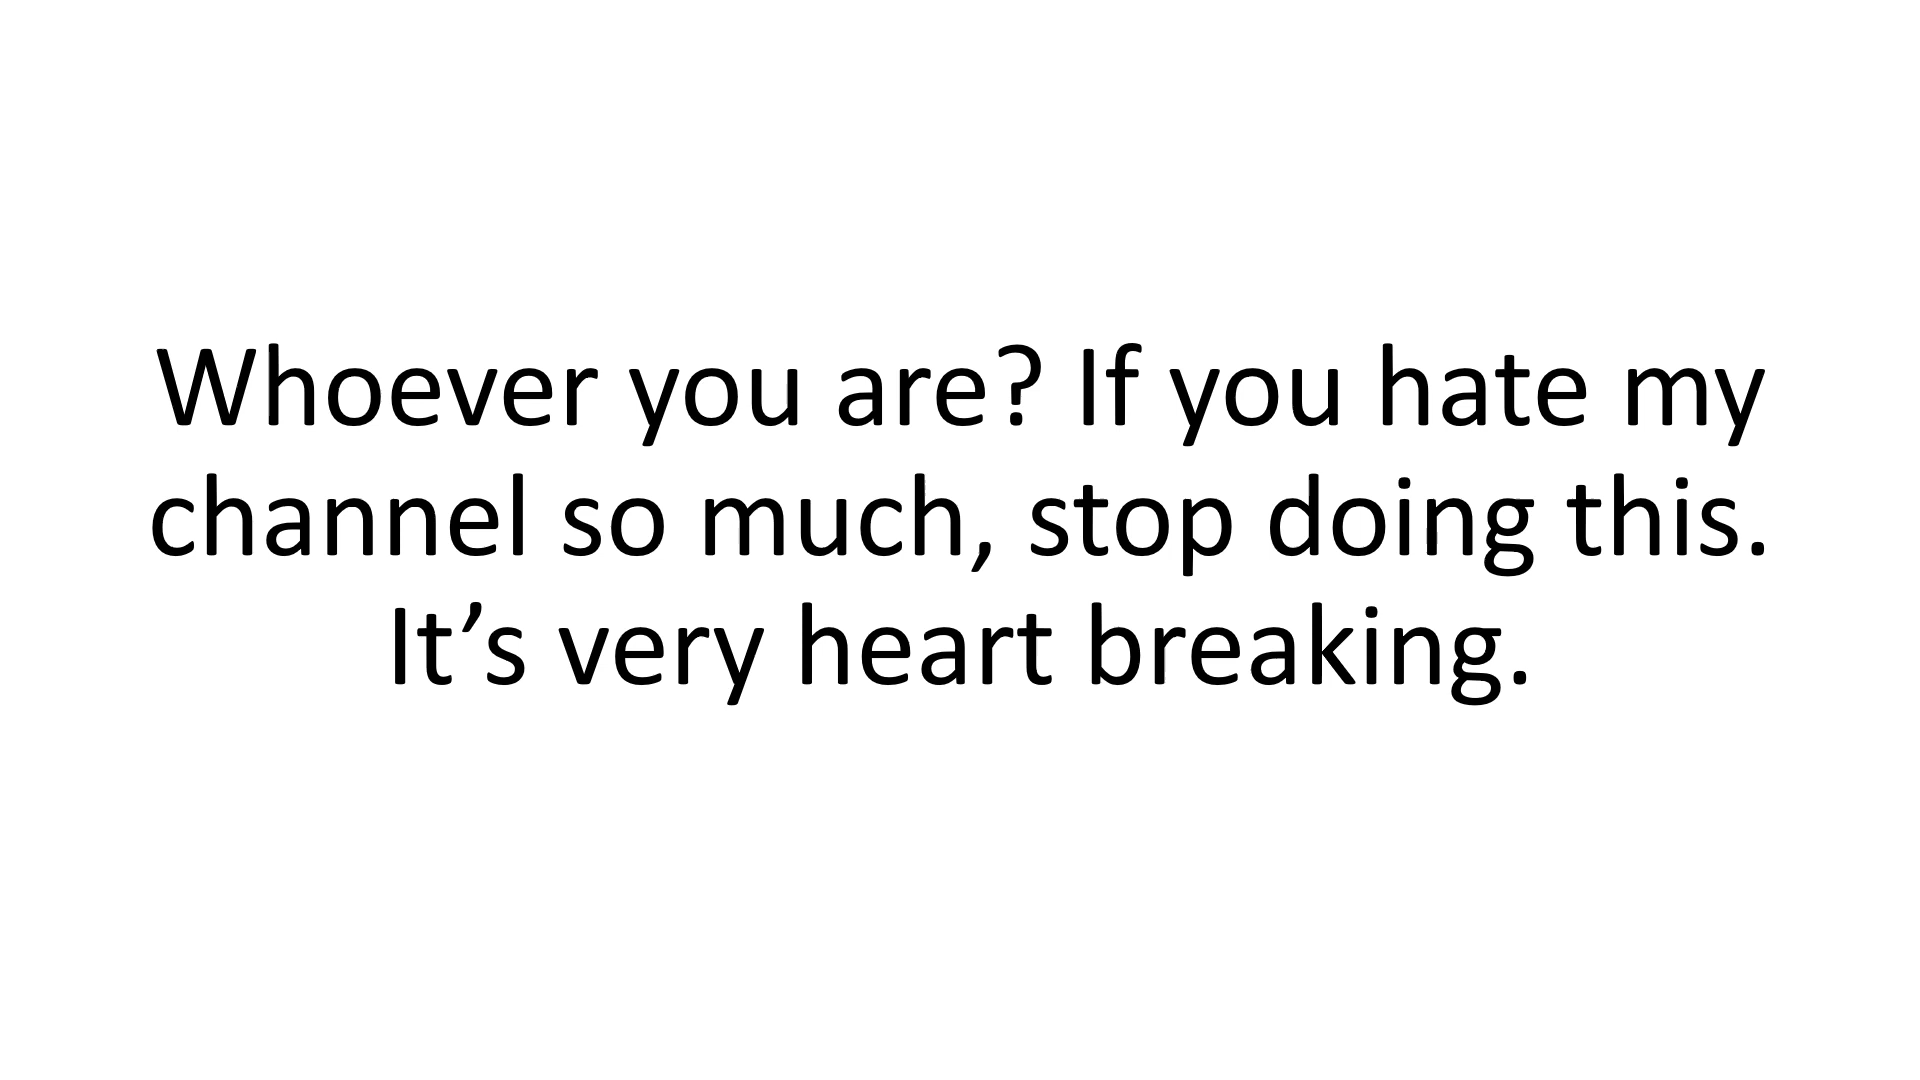 Whoever you are? If you hate my
channel so much, stop doing this.
It’s very heart breaking.